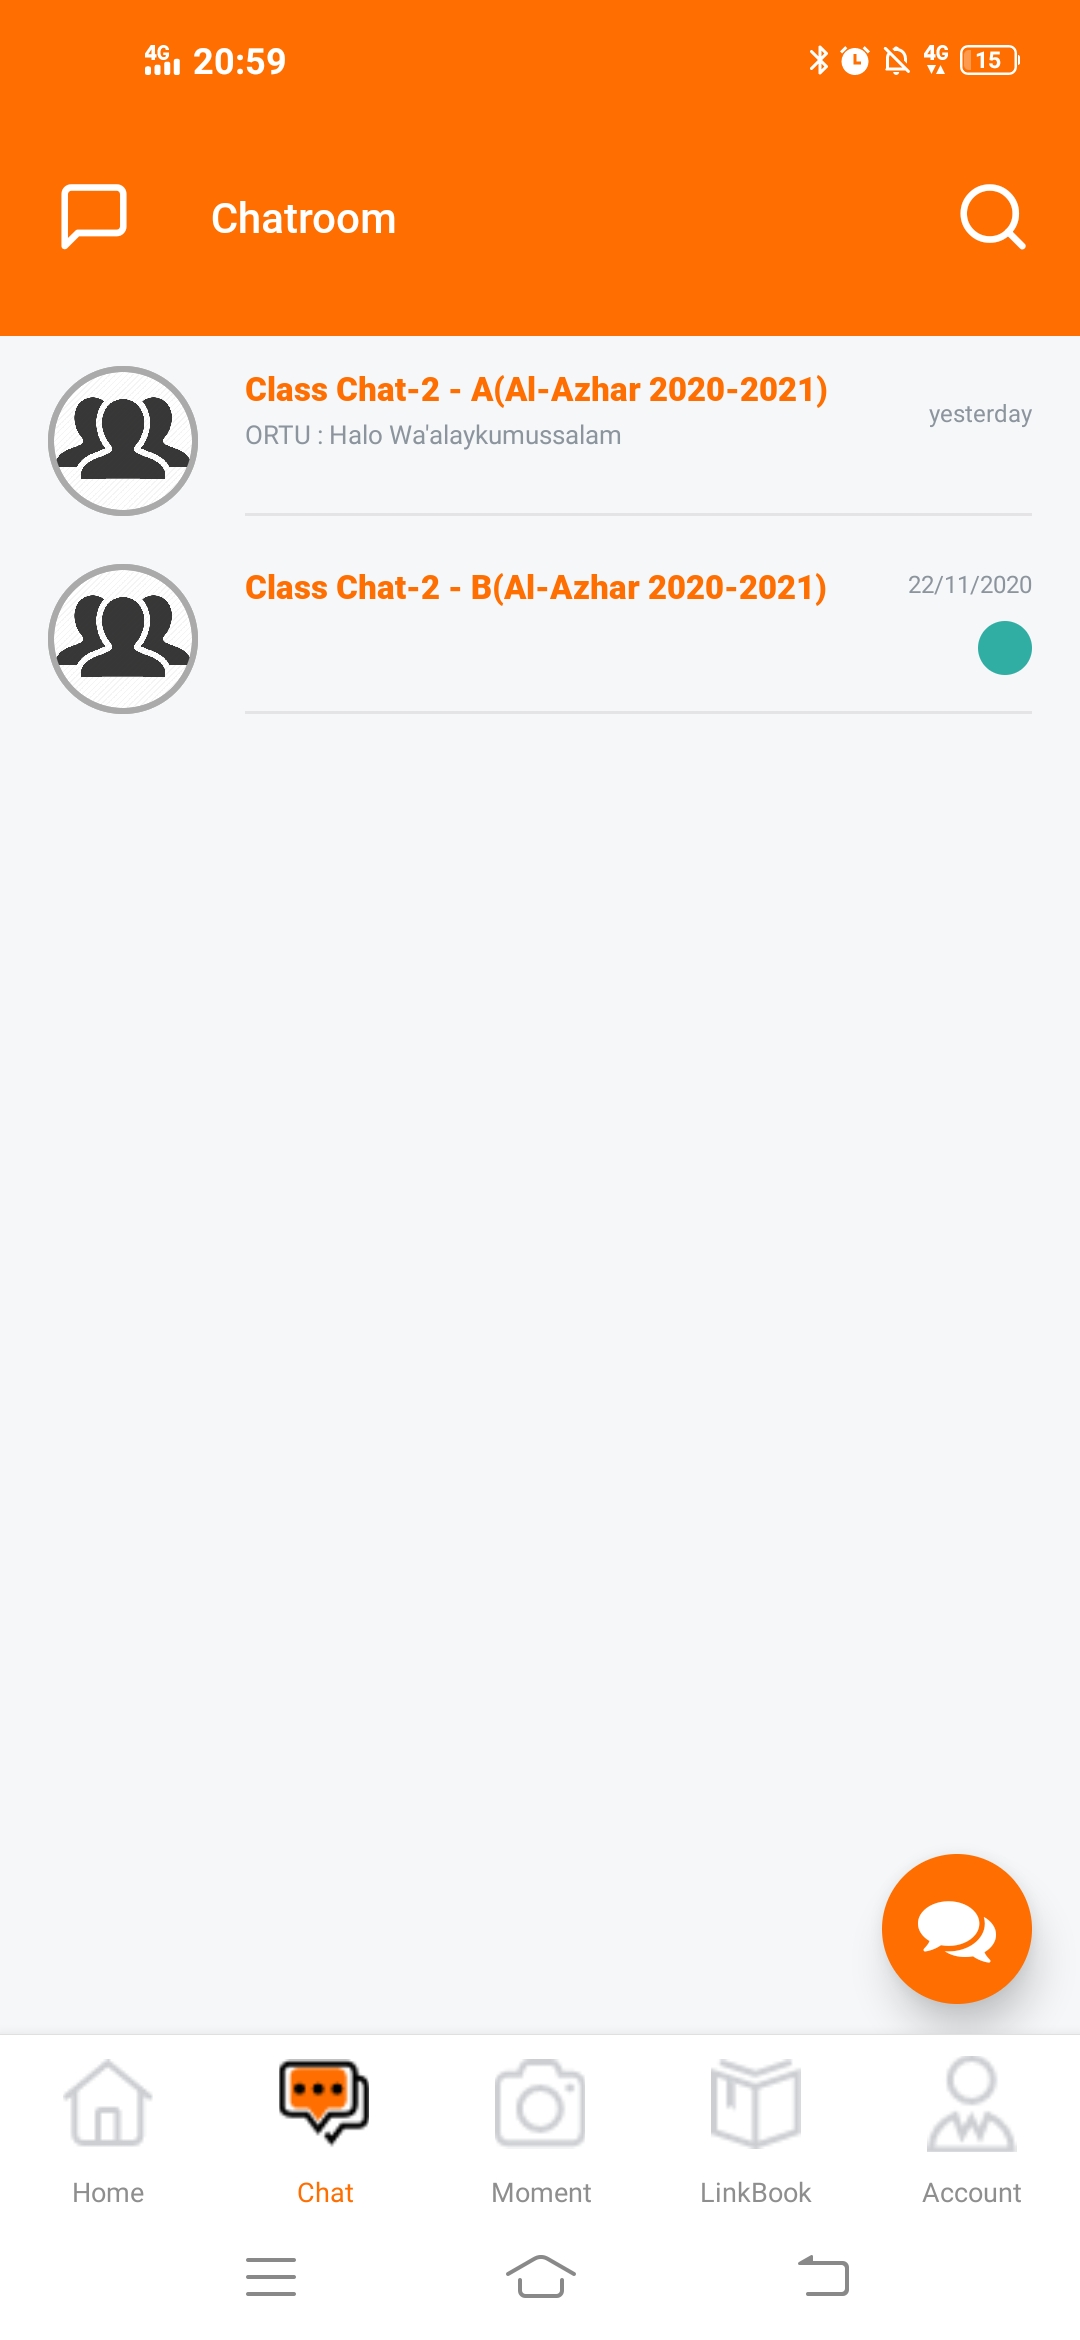 4G 20:59 4G 15
Chatroom
Class Chat-2 - A(Al-Azhar 2020-2021)
yesterday
ORTU : Halo Wa'alaykumussalam
Class Chat-2 - B(Al-Azhar 2020-2021)
22/11/2020
Home Chat Moment LinkBook Account